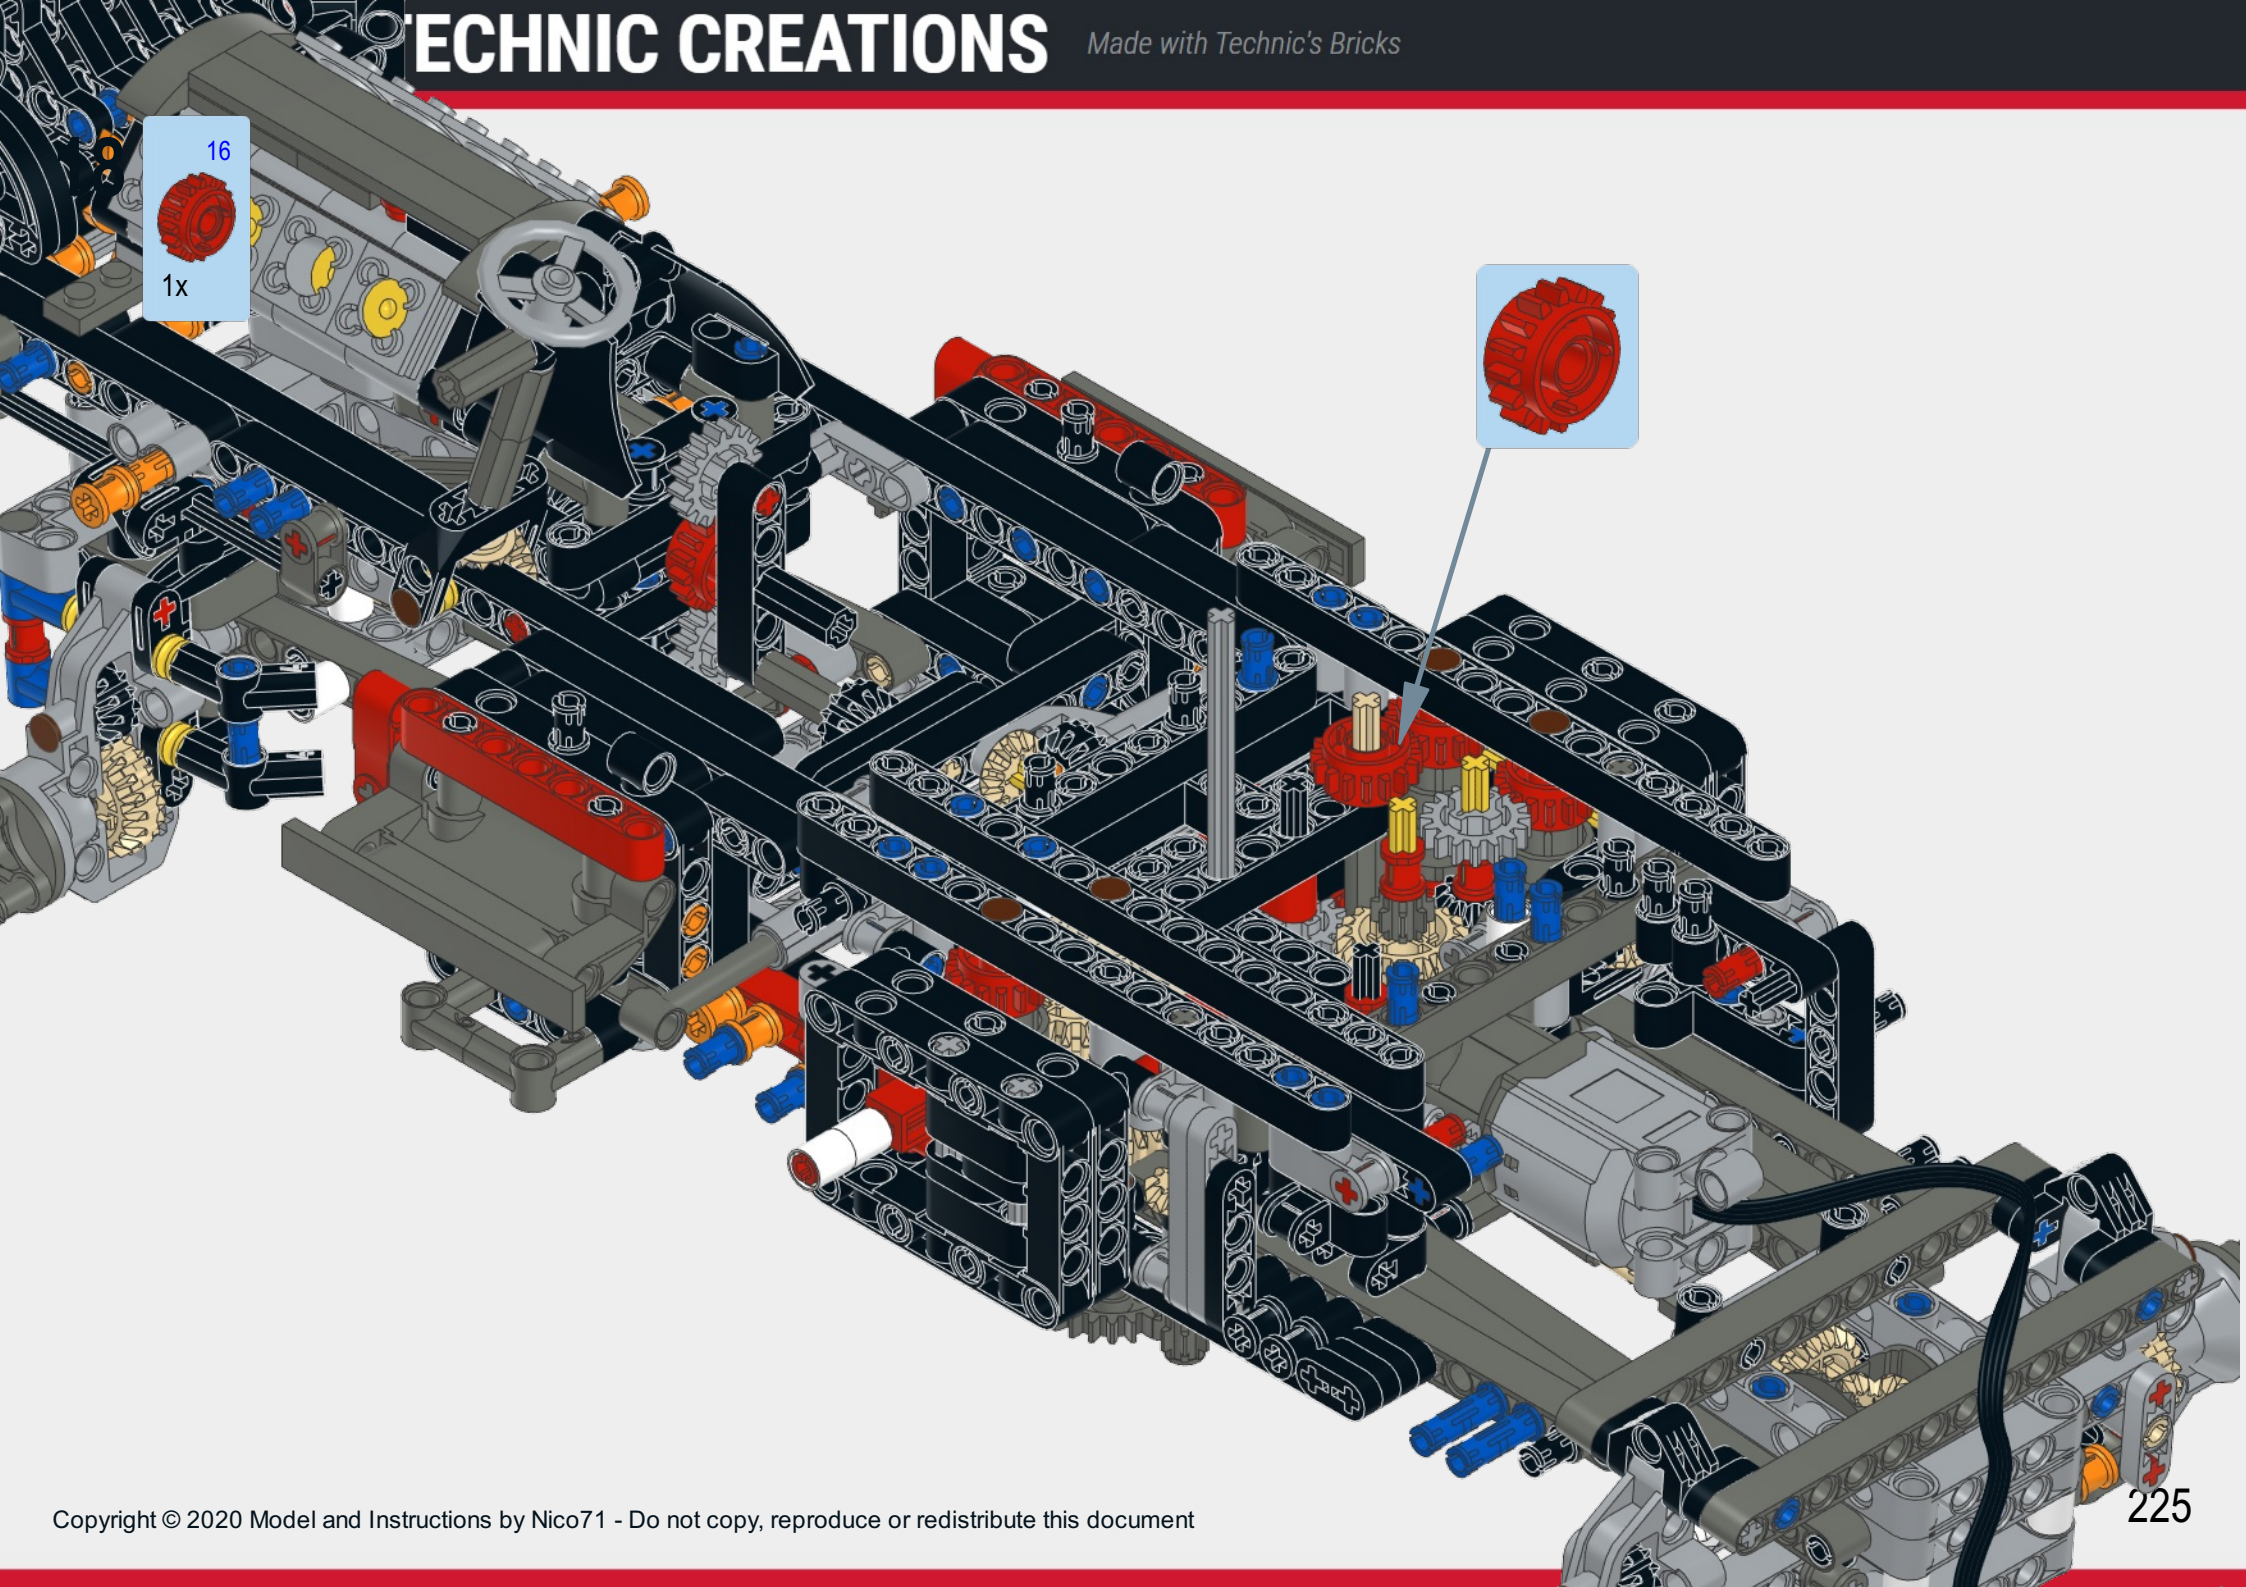 TECHNIC CREATIONS
Made with Technic's Bricks
16
1x
Copyright © 2020 Model and Instructions by Nico71 - Do not copy, reproduce or redistribute this document
225